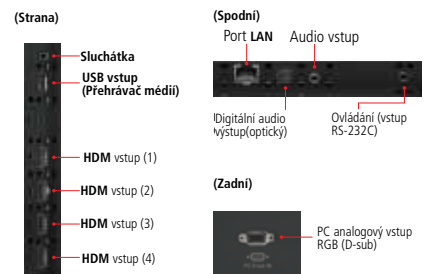 (Strana)
Sluchátka
USB vstup
(Přehrávač médií)
HDM vstup (1)
HDM vstup (2)
HDM vstup (3)
HDM vstup (4)
(Spodní)
Port LAN
Audio vstup
Digitální audio
výstup(optický)
Ovládání (vstup
RS-232C)
(Zadní)
PC analogový vstup
RGB (D-sub)